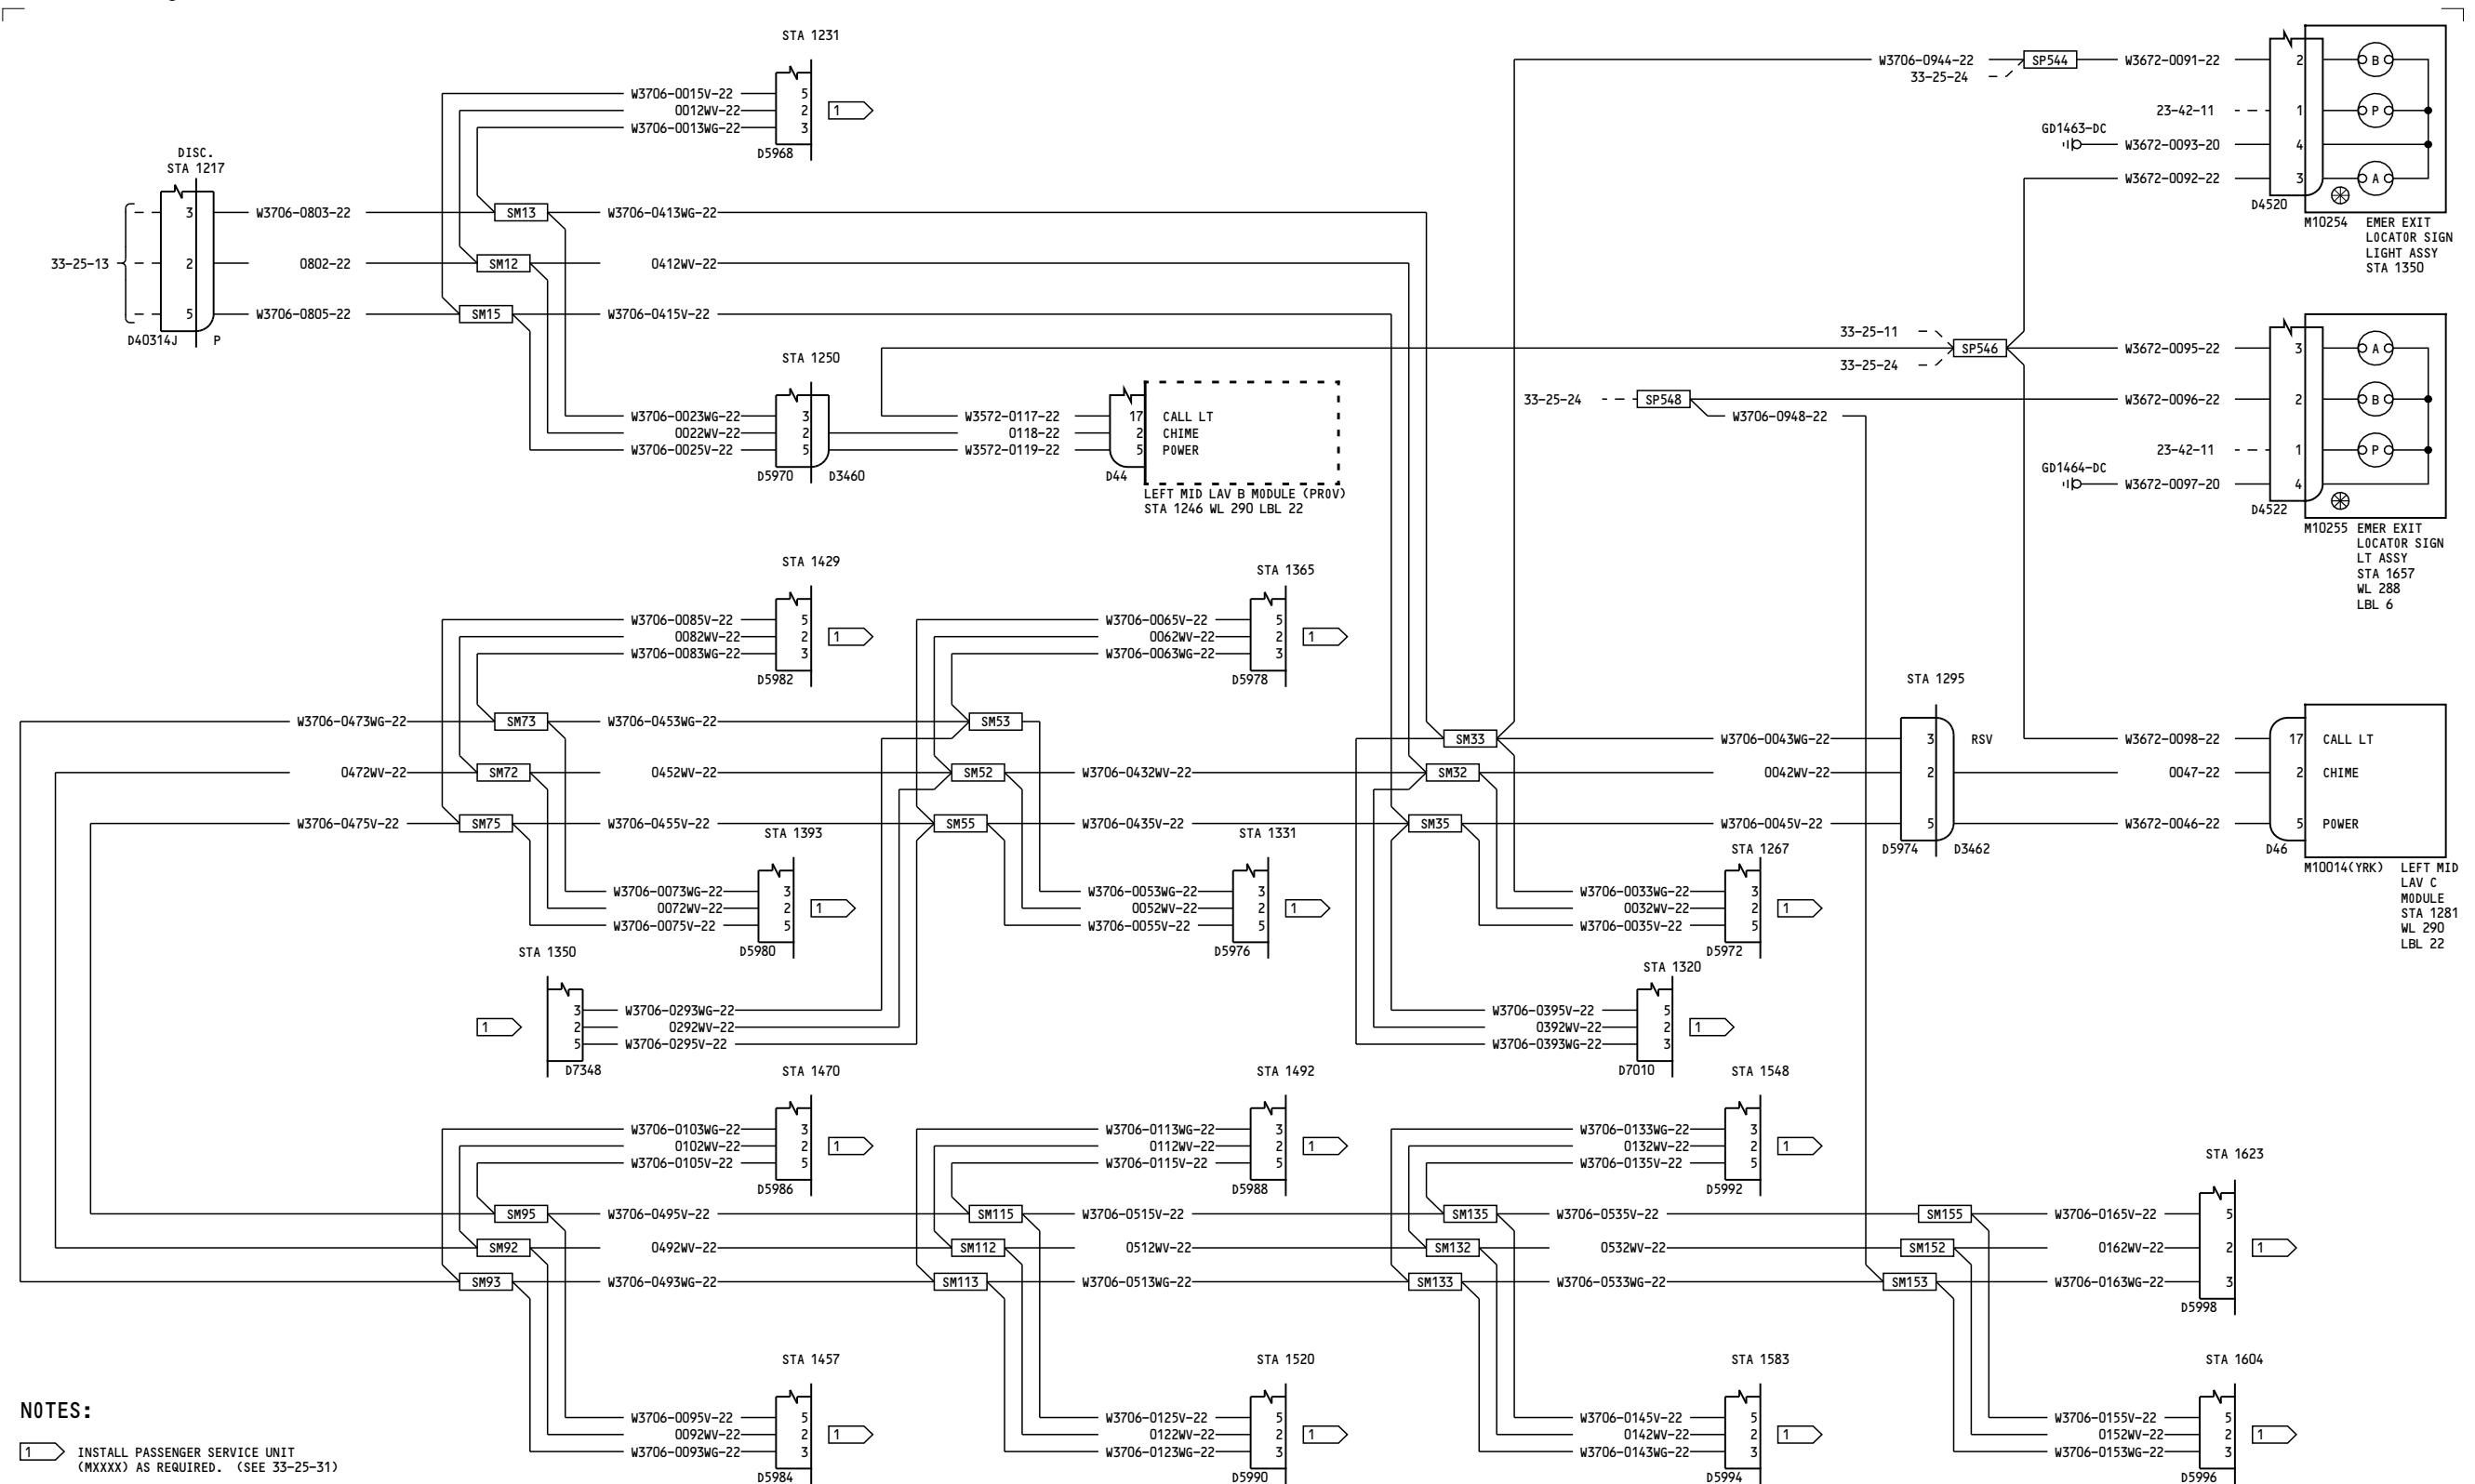 STA 1231
W3706-0015V-22 5
0012WV-22 2
W3706-0013WG-22 3
1
D5968
DISC.
STA 1217
33-25-13
3 W3706-0803-22 SM13 W3706-0413WG-22
2 0802-22 SM12 0412WV-22
5 W3706-0805-22 SM15 W3706-0415V-22
D40314J P
STA 1250
W3706-0023WG-22 3
0022WV-22 2
W3706-0025V-22 5
D5970 D3460
W3572-0117-22 17 CALL LT
0118-22 2 CHIME
W3572-0119-22 5 POWER
D44
LEFT MID LAV B MODULE (PROV)
STA 1246 WL 290 LBL 22
W3706-0944-22 SP544 W3672-0091-22 2 B
33-25-24
23-42-11 1 P
GD1463-DC
W3672-0093-20 4
W3672-0092-22 3 A
D4520
M10254 EMER EXIT
LOCATOR SIGN
LIGHT ASSY
STA 1350
33-25-11
SP546 W3672-0095-22 3 A
33-25-24
33-25-24 SP548 W3672-0096-22 2 B
W3706-0948-22
23-42-11 1 P
GD1464-DC
W3672-0097-20 4
D4522
M10255 EMER EXIT
LOCATOR SIGN
LT ASSY
STA 1657
WL 288
LBL 6
STA 1429
W3706-0085V-22 5
0082WV-22 2
W3706-0083WG-22 3
1
D5982
STA 1365
W3706-0065V-22 5
0062WV-22 2
W3706-0063WG-22 3
1
D5978
STA 1295
W3706-0473WG-22 SM73 W3706-0453WG-22 SM53
SM33 W3706-0043WG-22 3 RSV W3672-0098-22 17 CALL LT
0472WV-22 SM72 0452WV-22 SM52 W3706-0432WV-22 SM32 0042WV-22 2 0047-22 2 CHIME
W3706-0475V-22 SM75 W3706-0455V-22 SM55 W3706-0435V-22 SM35 W3706-0045V-22 5 W3672-0046-22 5 POWER
D5974 D3462 D46
M10014(YRK) LEFT MID
LAV C
MODULE
STA 1281
WL 290
LBL 22
STA 1393
W3706-0073WG-22 3
0072WV-22 2
W3706-0075V-22 5
1
D5980
STA 1331
W3706-0053WG-22 3
0052WV-22 2
W3706-0055V-22 5
1
D5976
STA 1267
W3706-0033WG-22 3
0032WV-22 2
W3706-0035V-22 5
1
D5972
STA 1350
1
3 W3706-0293WG-22
2 0292WV-22
5 W3706-0295V-22
D7348
STA 1320
W3706-0395V-22 5
0392WV-22 2
W3706-0393WG-22 3
1
D7010
STA 1470
W3706-0103WG-22 3
0102WV-22 2
W3706-0105V-22 5
1
D5986
STA 1492
W3706-0113WG-22 3
0112WV-22 2
W3706-0115V-22 5
1
D5988
STA 1548
W3706-0133WG-22 3
0132WV-22 2
W3706-0135V-22 5
1
D5992
STA 1623
SM95 W3706-0495V-22 SM115 W3706-0515V-22 SM135 W3706-0535V-22 SM155 W3706-0165V-22 5
SM92 0492WV-22 SM112 0512WV-22 SM132 0532WV-22 SM152 0162WV-22 2
1
SM93 W3706-0493WG-22 SM113 W3706-0513WG-22 SM133 W3706-0533WG-22 SM153 W3706-0163WG-22 3
D5998
STA 1457
W3706-0095V-22 5
0092WV-22 2
W3706-0093WG-22 3
1
D5984
STA 1520
W3706-0125V-22 5
0122WV-22 2
W3706-0123WG-22 3
1
D5990
STA 1583
W3706-0145V-22 5
0142WV-22 2
W3706-0143WG-22 3
1
D5994
STA 1604
W3706-0155V-22 5
0152WV-22 2
W3706-0153WG-22 3
1
D5996
NOTES:
1 INSTALL PASSENGER SERVICE UNIT
(MXXXX) AS REQUIRED. (SEE 33-25-31)